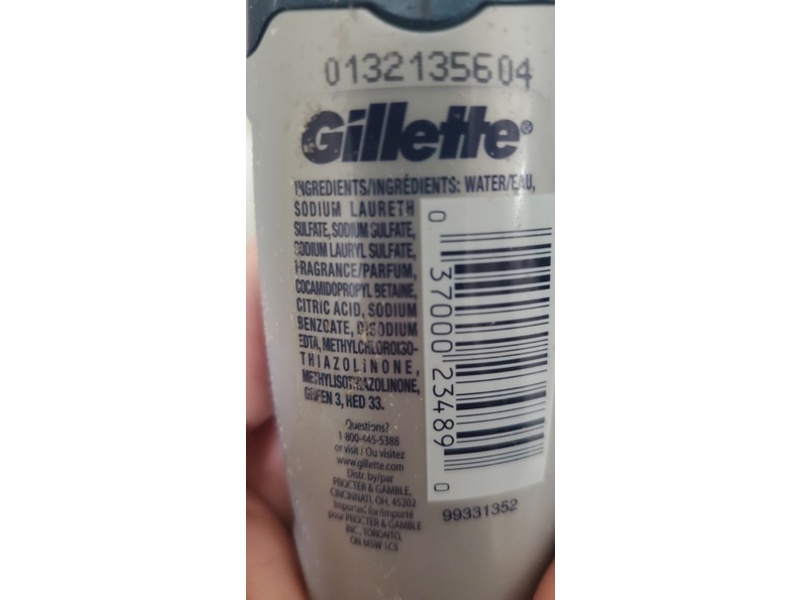 0132135604
Gillette®
INGREDIENTS/INGRÉDIENTS: WATER/EAU,
SODIUM LAURETH
SULFATE, SODIUM SULFATE,
SODIUM LAURYL SULFATE,
FRAGRANCE/PARFUM,
COCAMIDOPROPYL BETAINE,
CITRIC ACID, SODIUM
BENZOATE, DISODIUM
EDTA, METHYLCHLOROISO-
THIAZOLINONE,
METHYLISOTHIAZOLINONE,
GREEN 3, RED 33.
Questions?
1 800-445-5388
or visit / Ou visitez
www.gillette.com
Distr. by/par
PROCTER & GAMBLE,
CINCINNATI, OH, 45202
Imported for/importé
pour PROCTER & GAMBLE
INC., TORONTO,
ON M5W 1C5
0 37000 23489 0
99331352